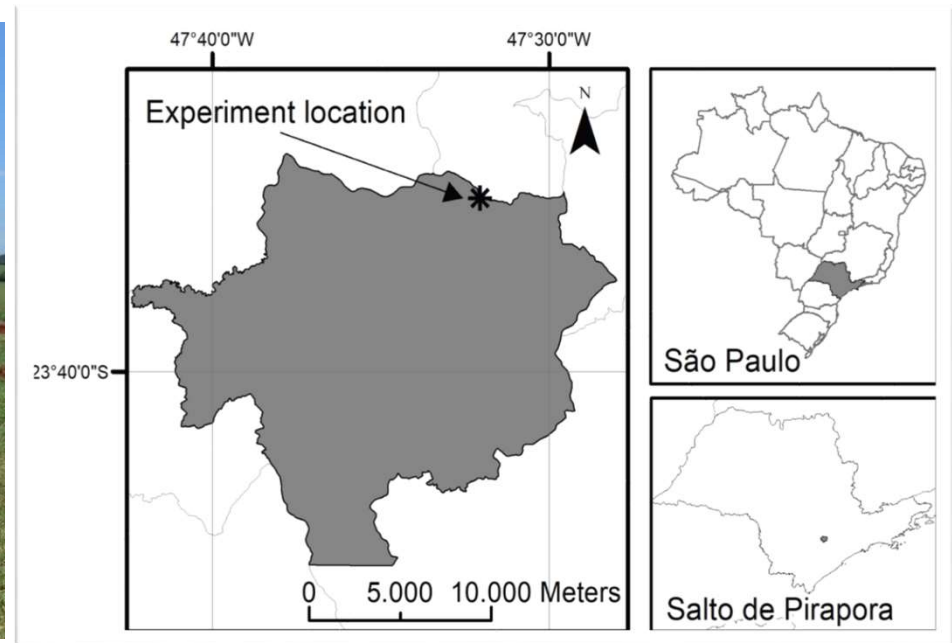 47°40'0"W
47°30'0"W
Experiment location
N
23°40'0"S
0 5.000 10.000 Meters
São Paulo
Salto de Pirapora